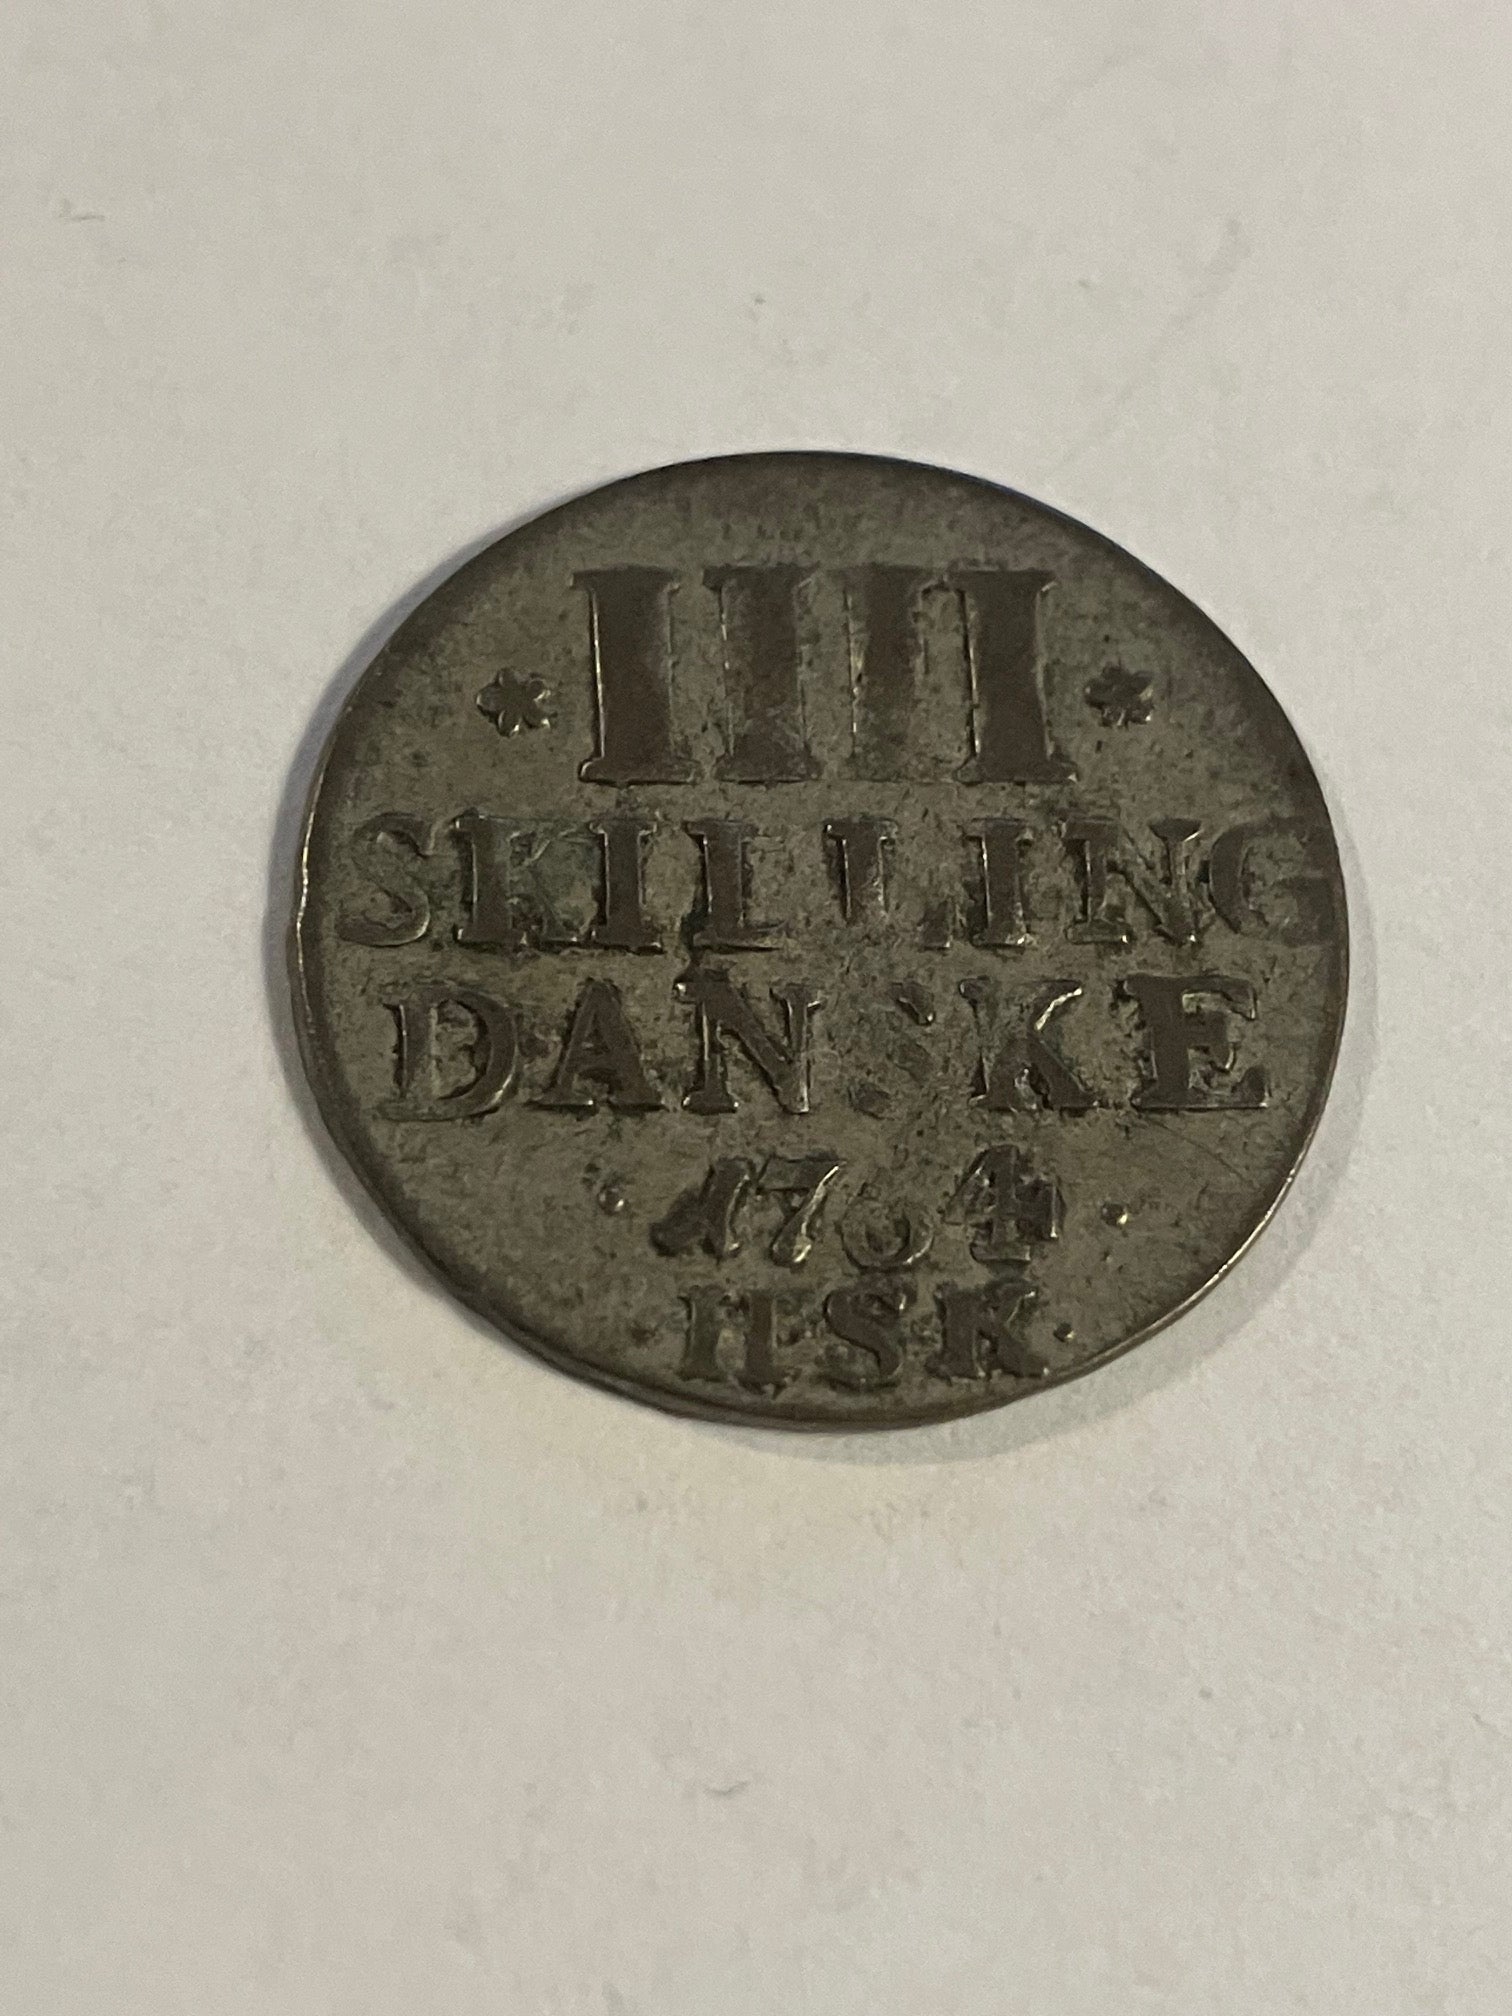 * IIII *
SKILLING
DANSKE
· 1764 ·
· HSK ·